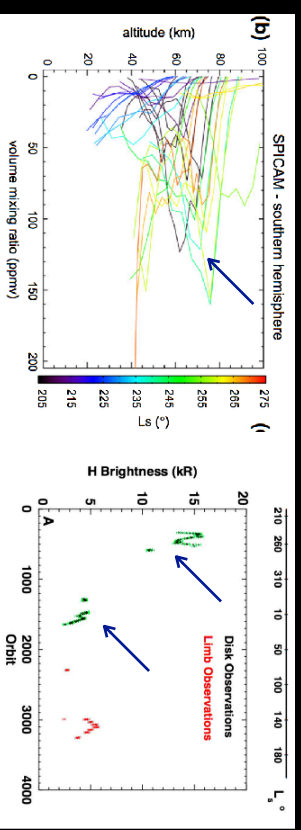 (b)
SPICAM - southern hemisphere
altitude (km)
0 20 40 60 80 100
0 50 100 150 200
volume mixing ratio (ppmv)
205 215 225 235 245 255 265 275
Ls (°)
(
210 260 310 10 50 100 140 180 L s
H Brightness (kR)
0 5 10 15 20
A
Disk Observations
Limb Observations
0 1000 2000 3000 4000
Orbit